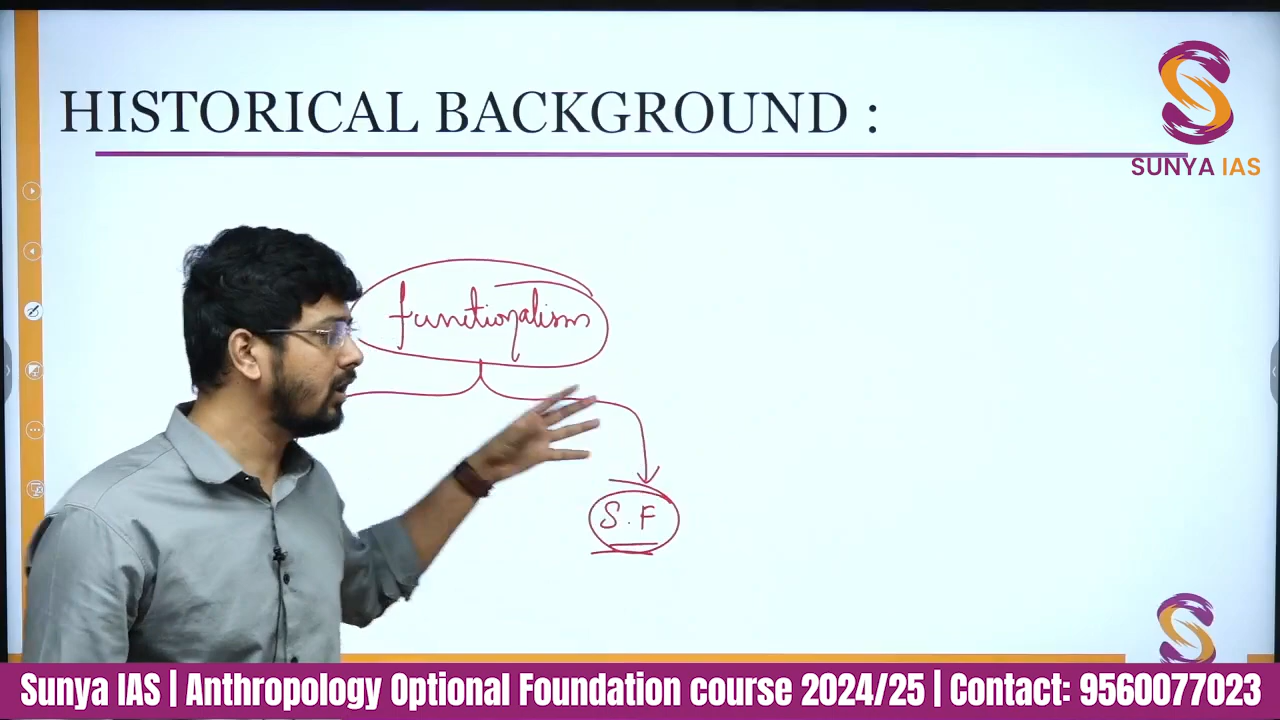 HISTORICAL BACKGROUND :
SUNYA IAS
functionalism
S.F
Sunya IAS | Anthropology Optional Foundation course 2024/25 | Contact: 9560077023